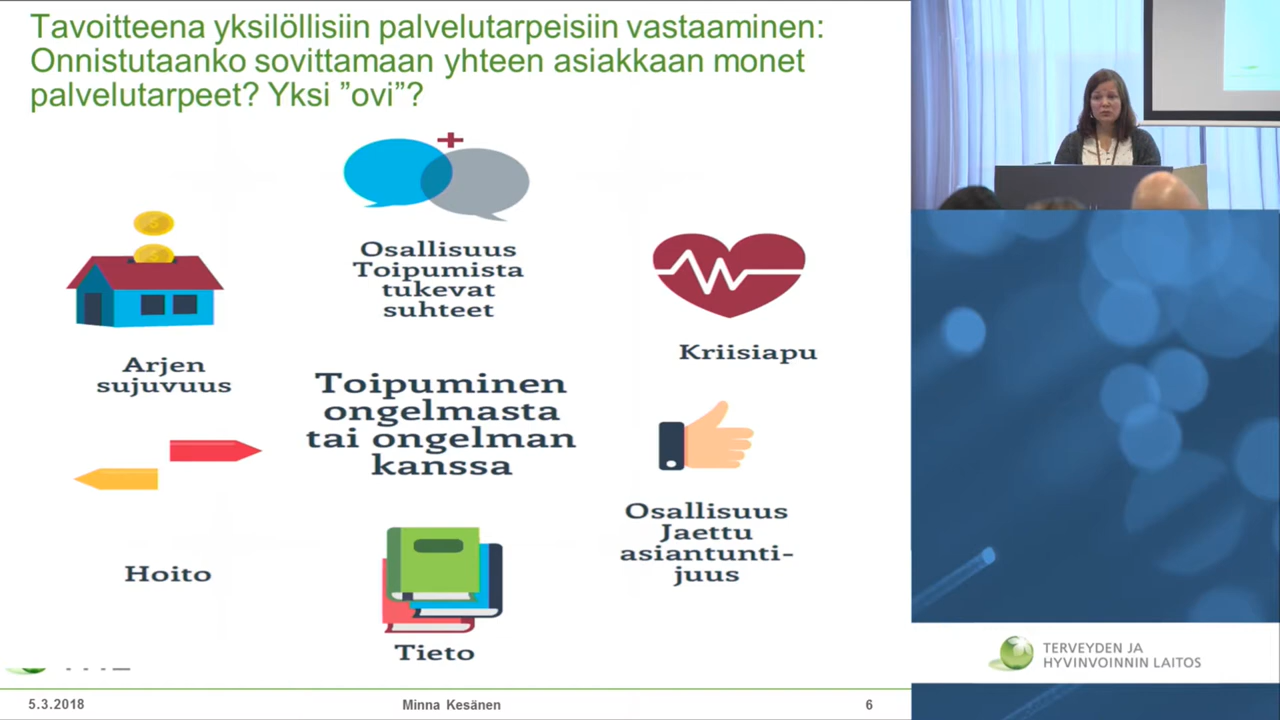 Tavoitteena yksilöllisiin palvelutarpeisiin vastaaminen:
Onnistutaanko sovittamaan yhteen asiakkaan monet
palvelutarpeet? Yksi ”ovi”?
Osallisuus
Toipumista
tukevat
suhteet
Kriisiapu
Arjen
sujuvuus
Toipuminen
ongelmasta
tai ongelman
kanssa
Osallisuus
Jaettu
asiantunti-
juus
Hoito
Tieto
TERVEYDEN JA
HYVINVOINNIN LAITOS
5.3.2018
Minna Kesänen
6